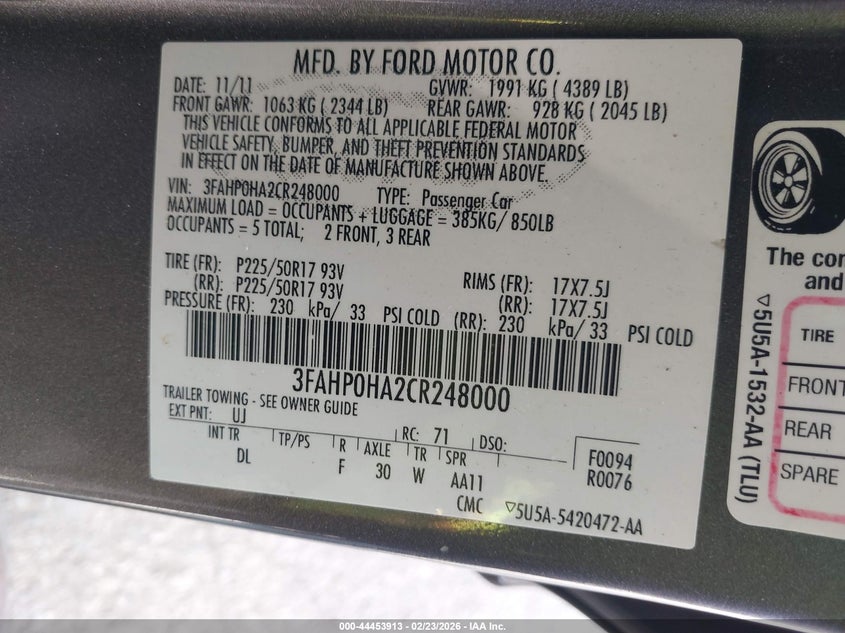 MFD. BY FORD MOTOR CO.
DATE: 11/11 GVWR: 1991 KG ( 4389 LB)
FRONT GAWR: 1063 KG ( 2344 LB) REAR GAWR: 928 KG ( 2045 LB)
THIS VEHICLE CONFORMS TO ALL APPLICABLE FEDERAL MOTOR
VEHICLE SAFETY, BUMPER, AND THEFT PREVENTION STANDARDS
IN EFFECT ON THE DATE OF MANUFACTURE SHOWN ABOVE.
VIN: 3FAHP0HA2CR248000 TYPE: Passenger Car
MAXIMUM LOAD = OCCUPANTS + LUGGAGE = 385KG/ 850LB
OCCUPANTS = 5 TOTAL; 2 FRONT, 3 REAR
TIRE (FR): P225/50R17 93V RIMS (FR): 17X7.5J
(RR): P225/50R17 93V (RR): 17X7.5J
PRESSURE (FR): 230 kPa/ 33 PSI COLD (RR): 230 kPa/ 33 PSI COLD
3FAHP0HA2CR248000
TRAILER TOWING - SEE OWNER GUIDE
EXT PNT: UJ RC: 71 DSO: F0094
INT TR TP/PS R AXLE TR SPR R0076
DL F 30 W AA11
CMC ▽5U5A-5420472-AA
▽5U5A-1532-AA (TLU)
The
and
TIRE
FRONT
REAR
SPARE
000-44453913 - 02/23/2026 - IAA Inc.